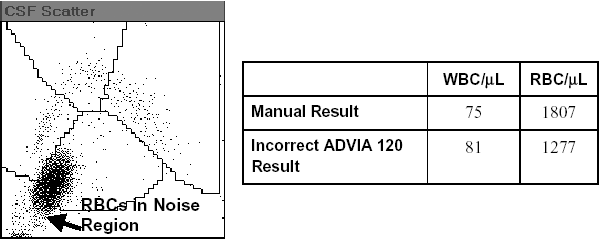 CSF Scatter
RBCs in Noise
Region
WBC/µL RBC/µL
Manual Result 75 1807
Incorrect ADVIA 120 81 1277
Result